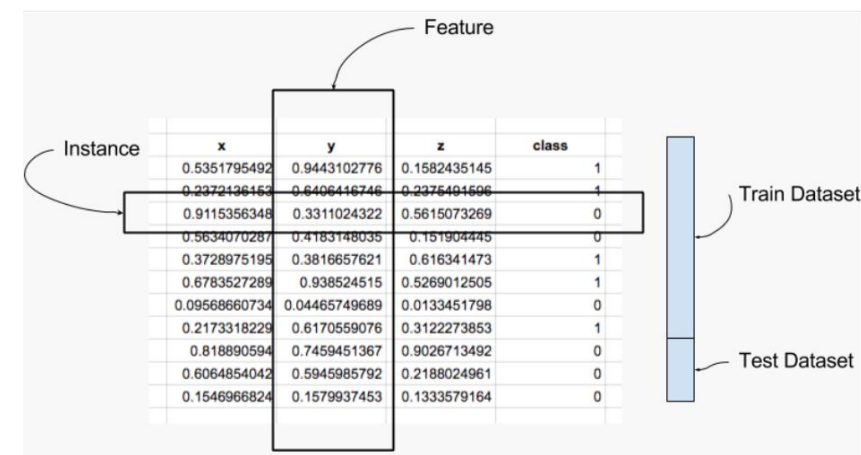 Feature
Instance
x y z class
0.5351795492 0.9443102776 0.1582435145 1
0.2372136153 0.6406416746 0.2375491596 1
0.9115356348 0.3311024322 0.5615073269 0
0.5634070287 0.4183148035 0.151904445 0
0.3728975195 0.3816657621 0.616341473 1
0.6783527289 0.938524515 0.5269012505 1
0.09568660734 0.04465749689 0.0133451798 0
0.2173318229 0.6170559076 0.3122273853 1
0.818890594 0.7459451367 0.9026713492 0
0.6064854042 0.5945985792 0.2188024961 0
0.1546966824 0.1579937453 0.1333579164 0
Train Dataset
Test Dataset